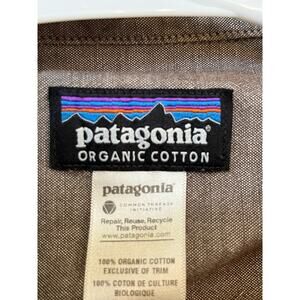 patagonia®
ORGANIC COTTON
patagonia®
COMMON THREADS
INITIATIVE
Repair, Reuse, Recycle
This Product
www.patagonia.com
100% ORGANIC COTTON
EXCLUSIVE OF TRIM
100% COTON DE CULTURE
BIOLOGIQUE